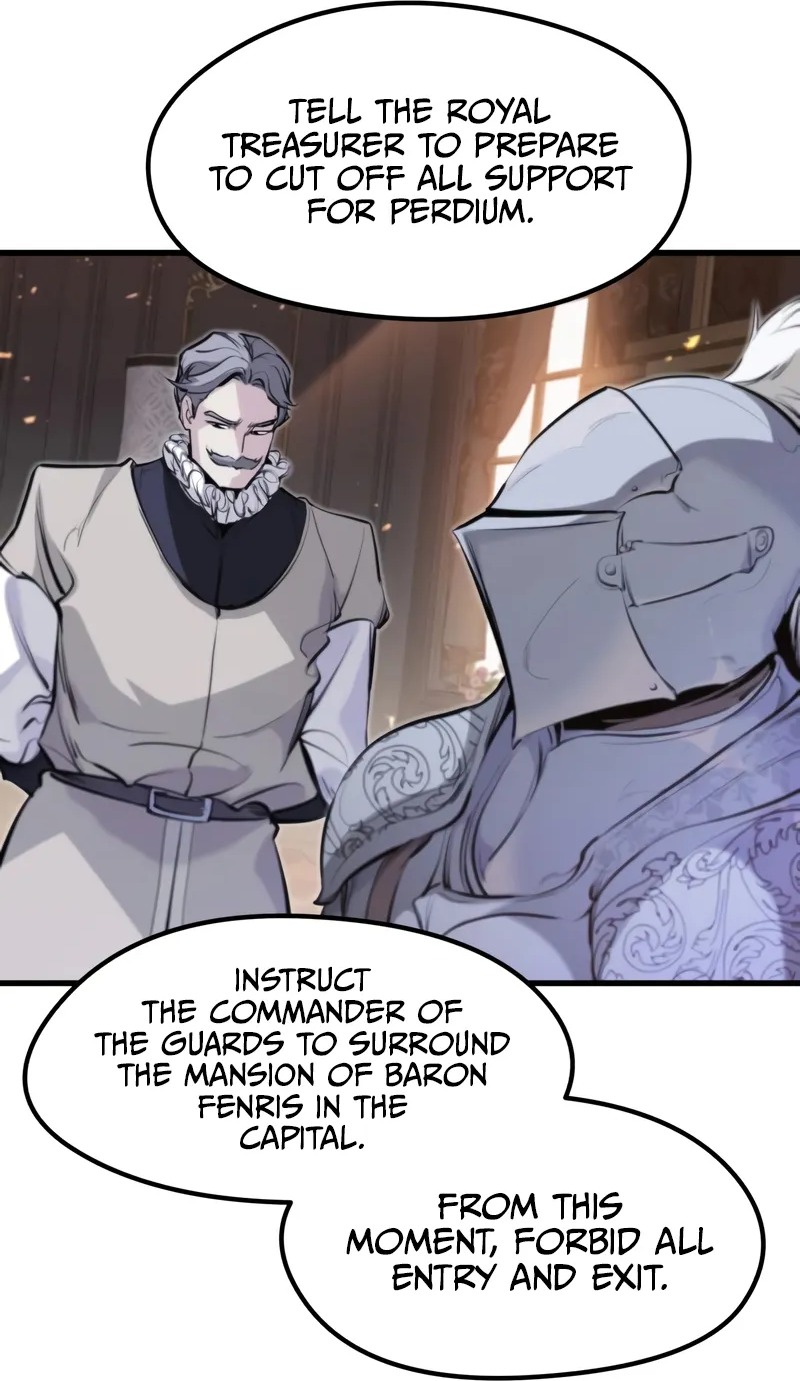 TELL THE ROYAL
TREASURER TO PREPARE
TO CUT OFF ALL SUPPORT
FOR PERDIUM.
INSTRUCT
THE COMMANDER OF
THE GUARDS TO SURROUND
THE MANSION OF BARON
FENRIS IN THE
CAPITAL.
FROM THIS
MOMENT, FORBID ALL
ENTRY AND EXIT.